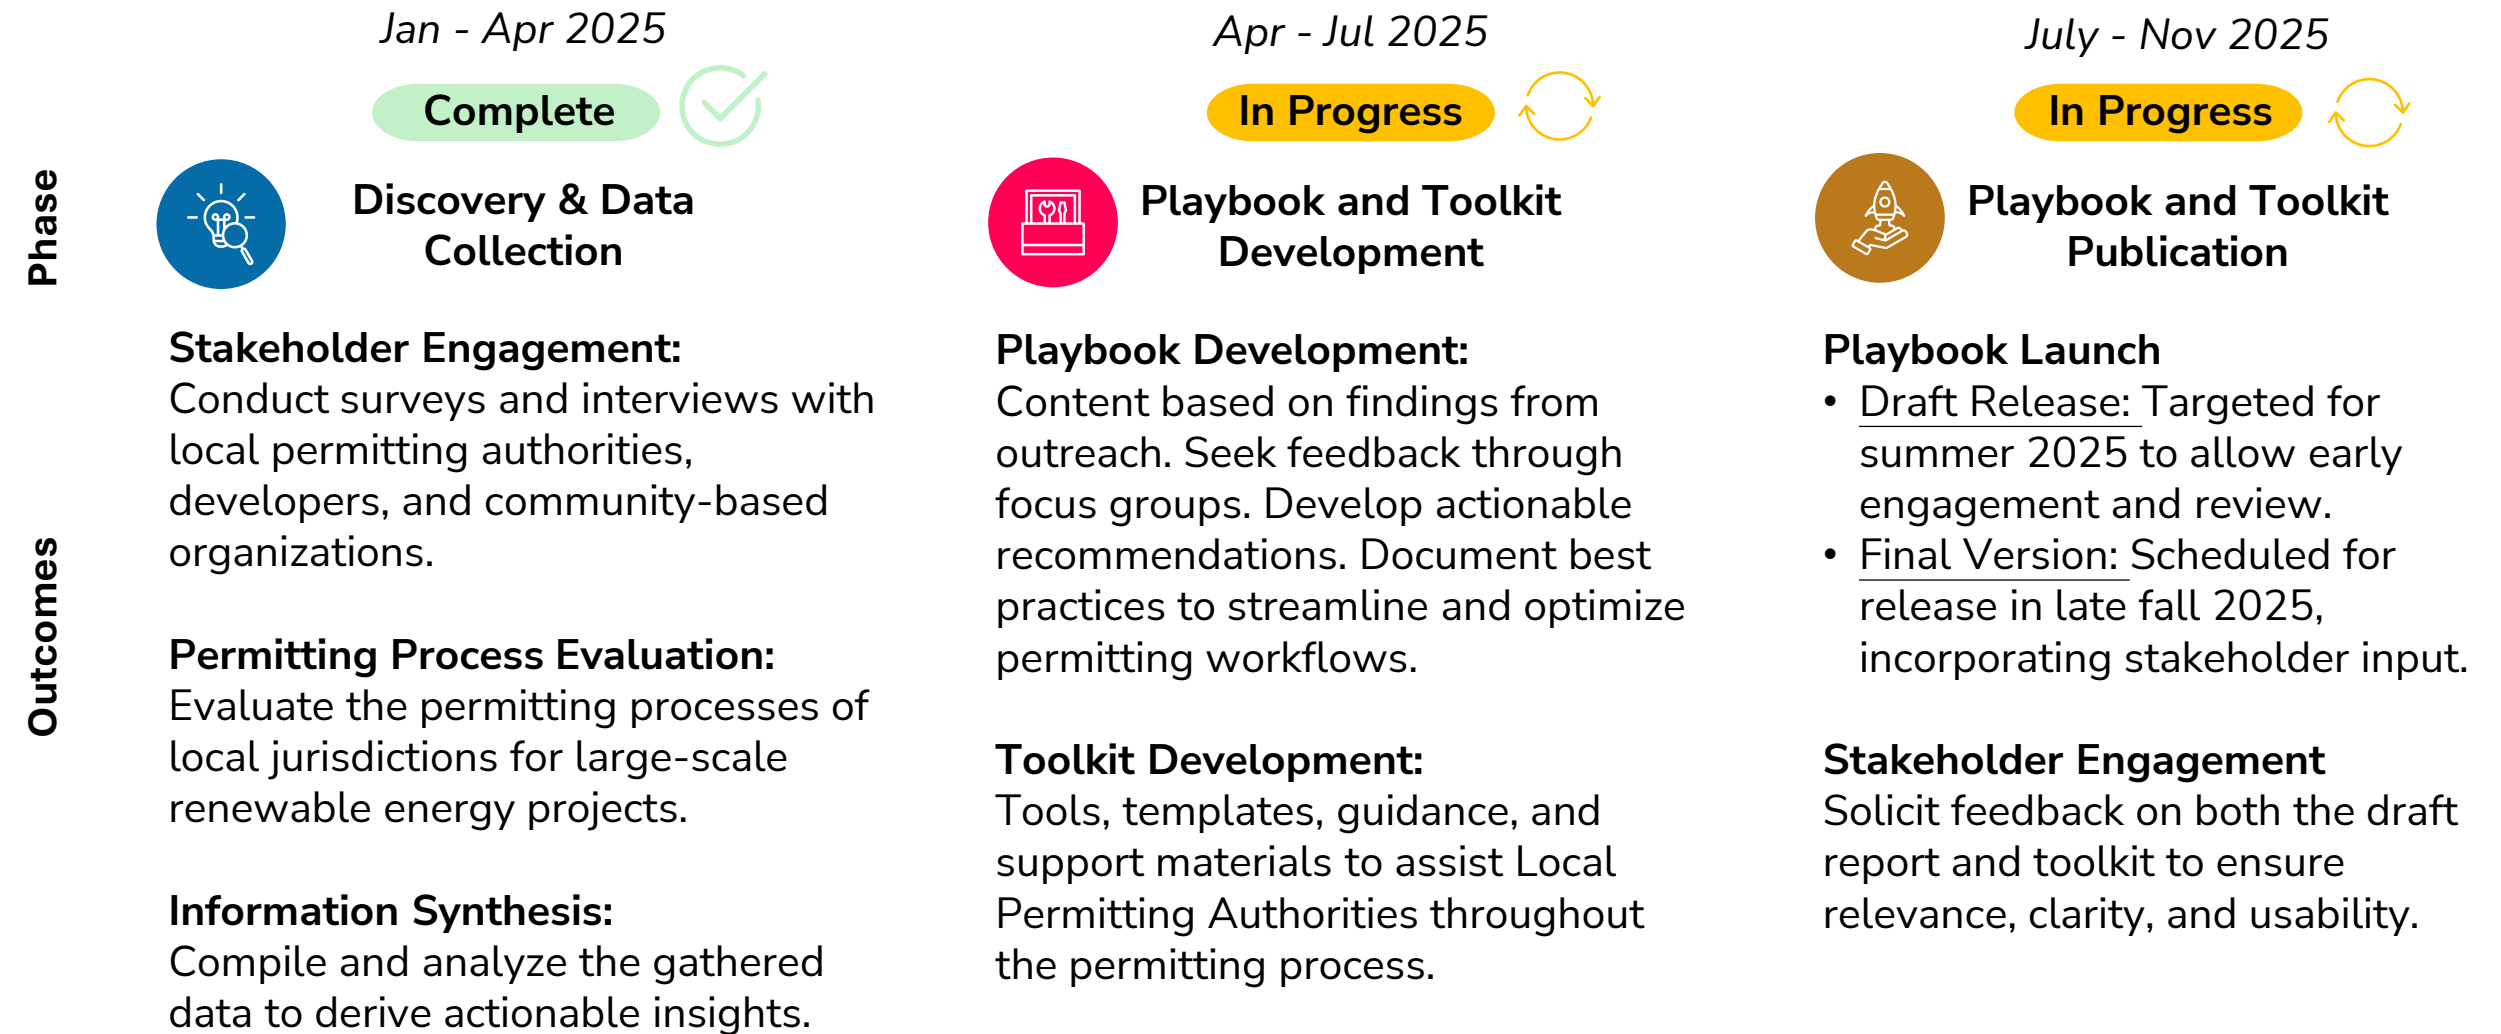 Jan - Apr 2025
Complete
Discovery & Data
Collection
Apr - Jul 2025
In Progress
Playbook and Toolkit
Development
July - Nov 2025
In Progress
Playbook and Toolkit
Publication
Phase
Outcomes
Stakeholder Engagement:
Conduct surveys and interviews with
local permitting authorities,
developers, and community-based
organizations.
Permitting Process Evaluation:
Evaluate the permitting processes of
local jurisdictions for large-scale
renewable energy projects.
Information Synthesis:
Compile and analyze the gathered
data to derive actionable insights.
Playbook Development:
Content based on findings from
outreach. Seek feedback through
focus groups. Develop actionable
recommendations. Document best
practices to streamline and optimize
permitting workflows.
Toolkit Development:
Tools, templates, guidance, and
support materials to assist Local
Permitting Authorities throughout
the permitting process.
Playbook Launch
• Draft Release: Targeted for
summer 2025 to allow early
engagement and review.
• Final Version: Scheduled for
release in late fall 2025,
incorporating stakeholder input.
Stakeholder Engagement
Solicit feedback on both the draft
report and toolkit to ensure
relevance, clarity, and usability.